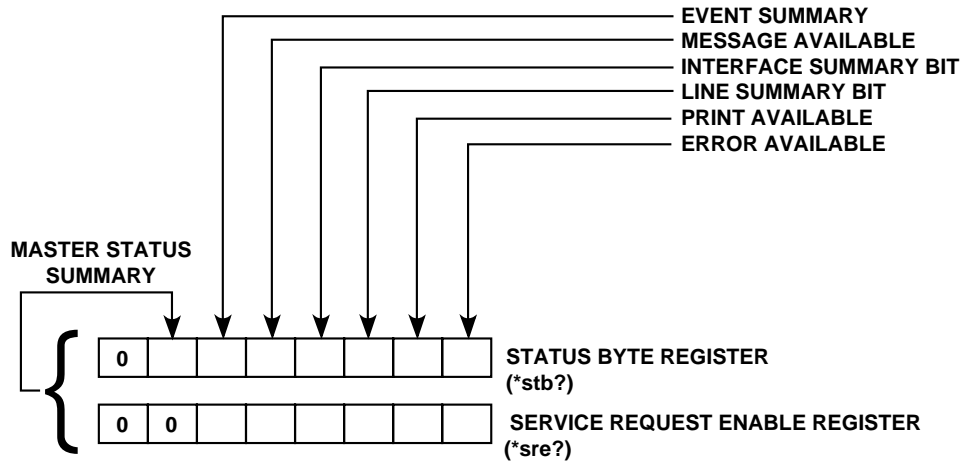 EVENT SUMMARY
MESSAGE AVAILABLE
INTERFACE SUMMARY BIT
LINE SUMMARY BIT
PRINT AVAILABLE
ERROR AVAILABLE
MASTER STATUS
SUMMARY
0
STATUS BYTE REGISTER
(*stb?)
0 0
SERVICE REQUEST ENABLE REGISTER
(*sre?)